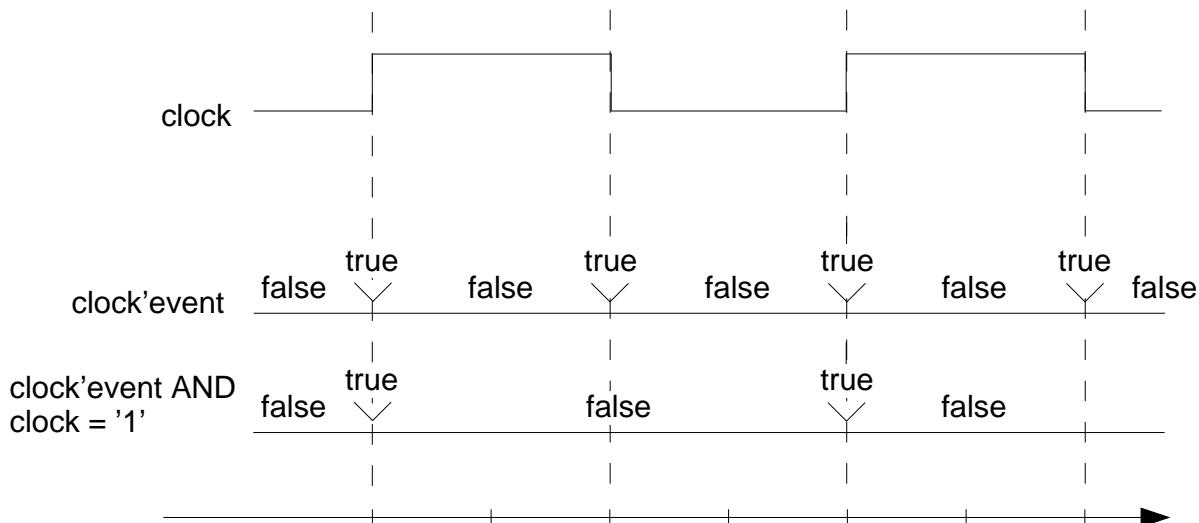 clock
true true true true
clock’event false false false false false
clock’event AND true true
clock = ’1’ false false false